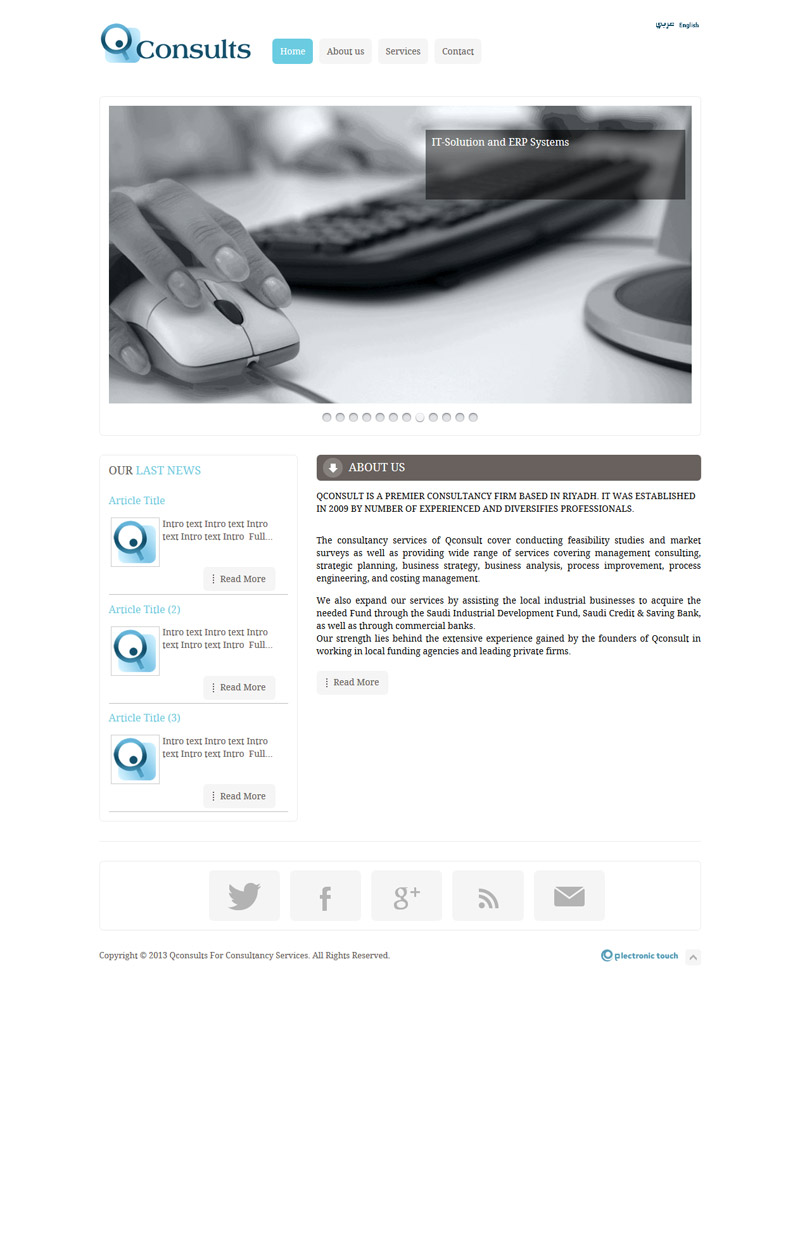 عربي English
QConsults
Home About us Services Contact
IT-Solution and ERP Systems
OUR LAST NEWS
Article Title
Intro text Intro text Intro
text Intro text Intro  Full...
Read More
Article Title (2)
Intro text Intro text Intro
text Intro text Intro  Full...
Read More
Article Title (3)
Intro text Intro text Intro
text Intro text Intro  Full...
Read More
ABOUT US
QCONSULT IS A PREMIER CONSULTANCY FIRM BASED IN RIYADH. IT WAS ESTABLISHED
IN 2009 BY NUMBER OF EXPERIENCED AND DIVERSIFIES PROFESSIONALS.
The consultancy services of Qconsult cover conducting feasibility studies and market
surveys as well as providing wide range of services covering management consulting,
strategic planning, business strategy, business analysis, process improvement, process
engineering, and costing management.
We also expand our services by assisting the local industrial businesses to acquire the
needed Fund through the Saudi Industrial Development Fund, Saudi Credit & Saving Bank,
as well as through commercial banks.
Our strength lies behind the extensive experience gained by the founders of Qconsult in
working in local funding agencies and leading private firms.
Read More
Copyright © 2013 Qconsults For Consultancy Services. All Rights Reserved.
electronic touch